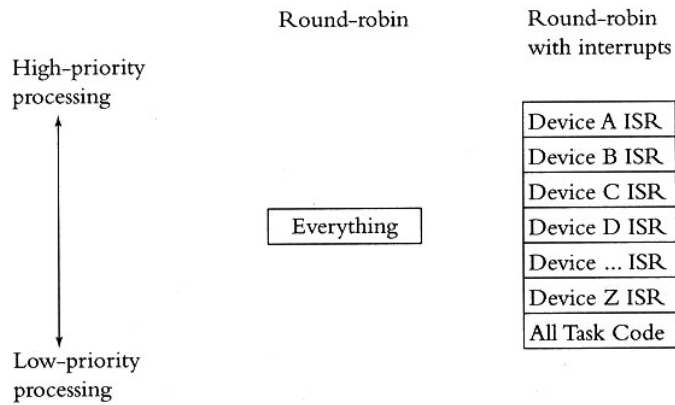 Round-robin
Round-robin
with interrupts
High-priority
processing
Device A ISR
Device B ISR
Device C ISR
Device D ISR
Everything
Device ... ISR
Device Z ISR
All Task Code
Low-priority
processing